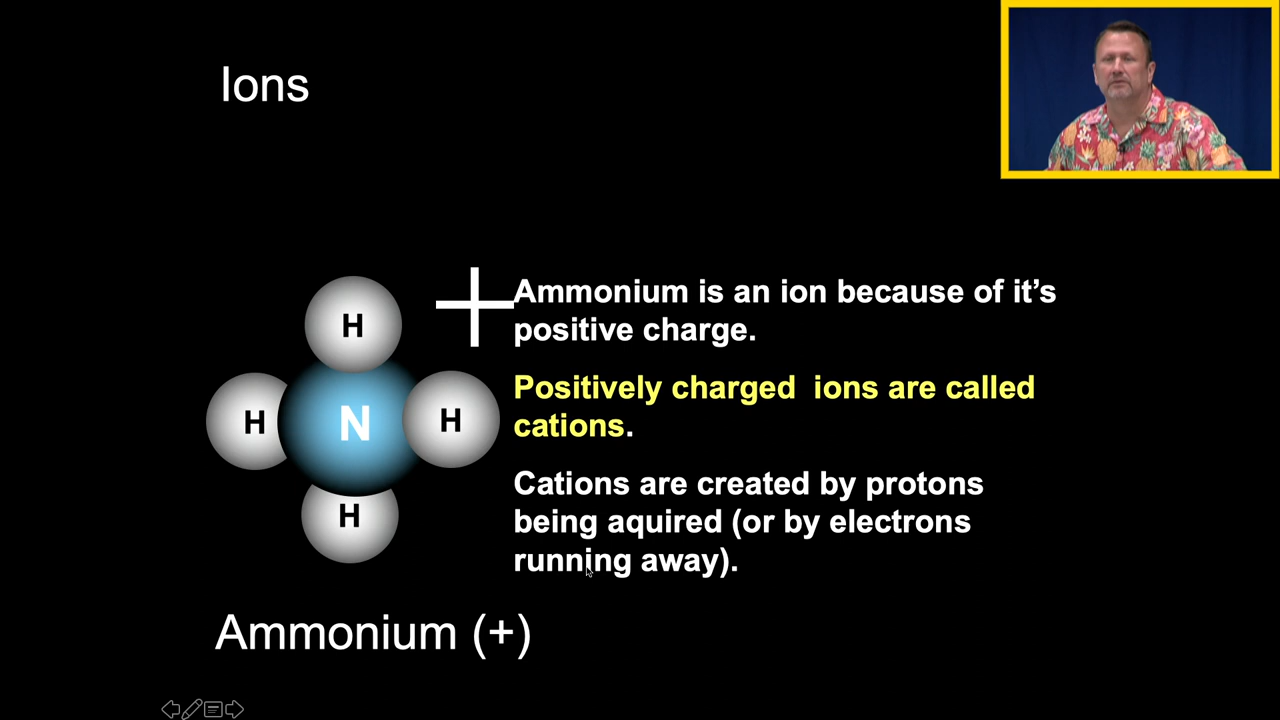 Ions
H
Ammonium is an ion because of it’s
positive charge.
Positively charged  ions are called
cations.
H
N
H
Cations are created by protons
being aquired (or by electrons
running away).
H
Ammonium (+)